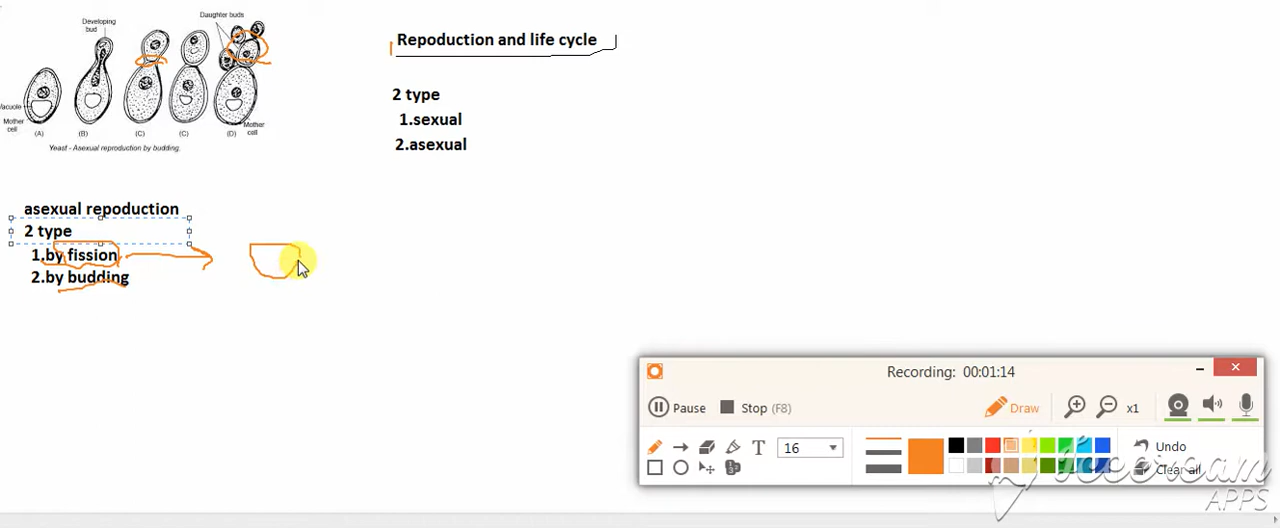 Daughter buds
Developing
bud
Vacuole
Mother
cell
Mother
cell
(A)
(B)
(C)
(C)
(D)
Yeast - Asexual reproduction by budding.
Repoduction and life cycle
2 type
1.sexual
2.asexual
asexual repoduction
2 type
1.by fission
2.by budding
Recording: 00:01:14
Pause
Stop (F8)
Draw
x1
T
16
Undo
Clear all
Icecream
APPS